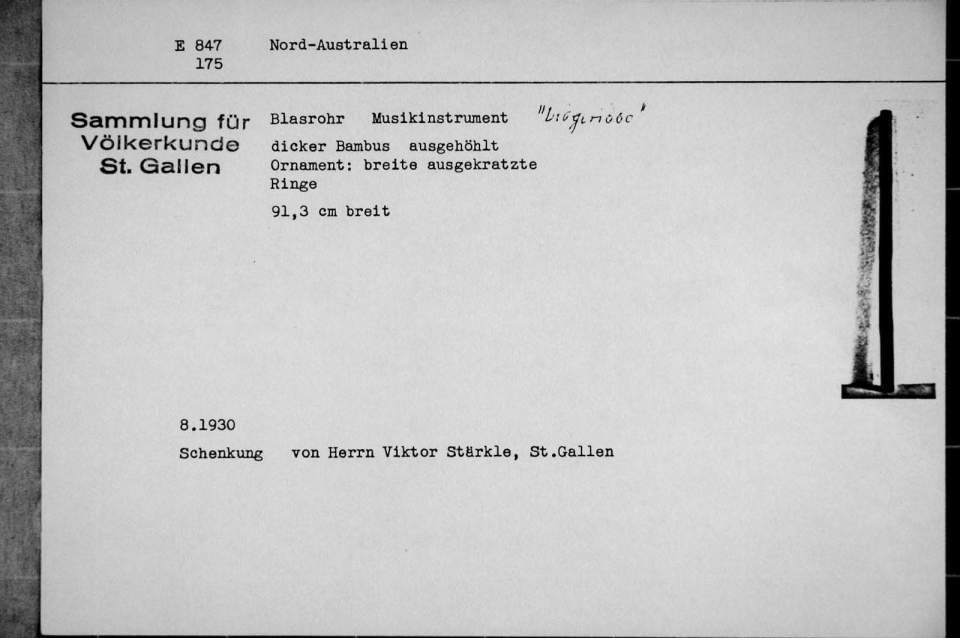 E 847 Nord-Australien
175
Sammlung für
Völkerkunde
St. Gallen
Blasrohr Musikinstrument
dicker Bambus ausgehöhlt
Ornament: breite ausgekratzte
Ringe
91,3 cm breit
8.1930
Schenkung von Herrn Viktor Stärkle, St.Gallen